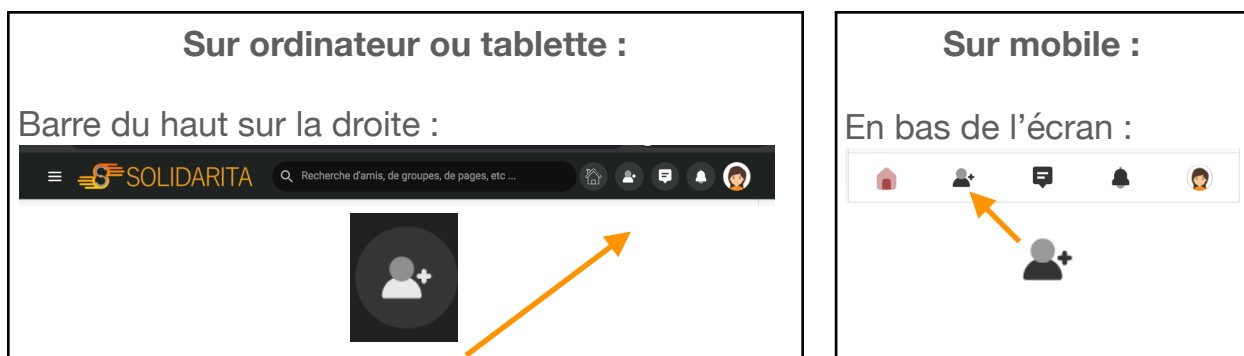 Sur ordinateur ou tablette :
Barre du haut sur la droite :
SOLIDARITA
Recherche d'amis, de groupes, de pages, etc ...
Sur mobile :
En bas de l’écran :